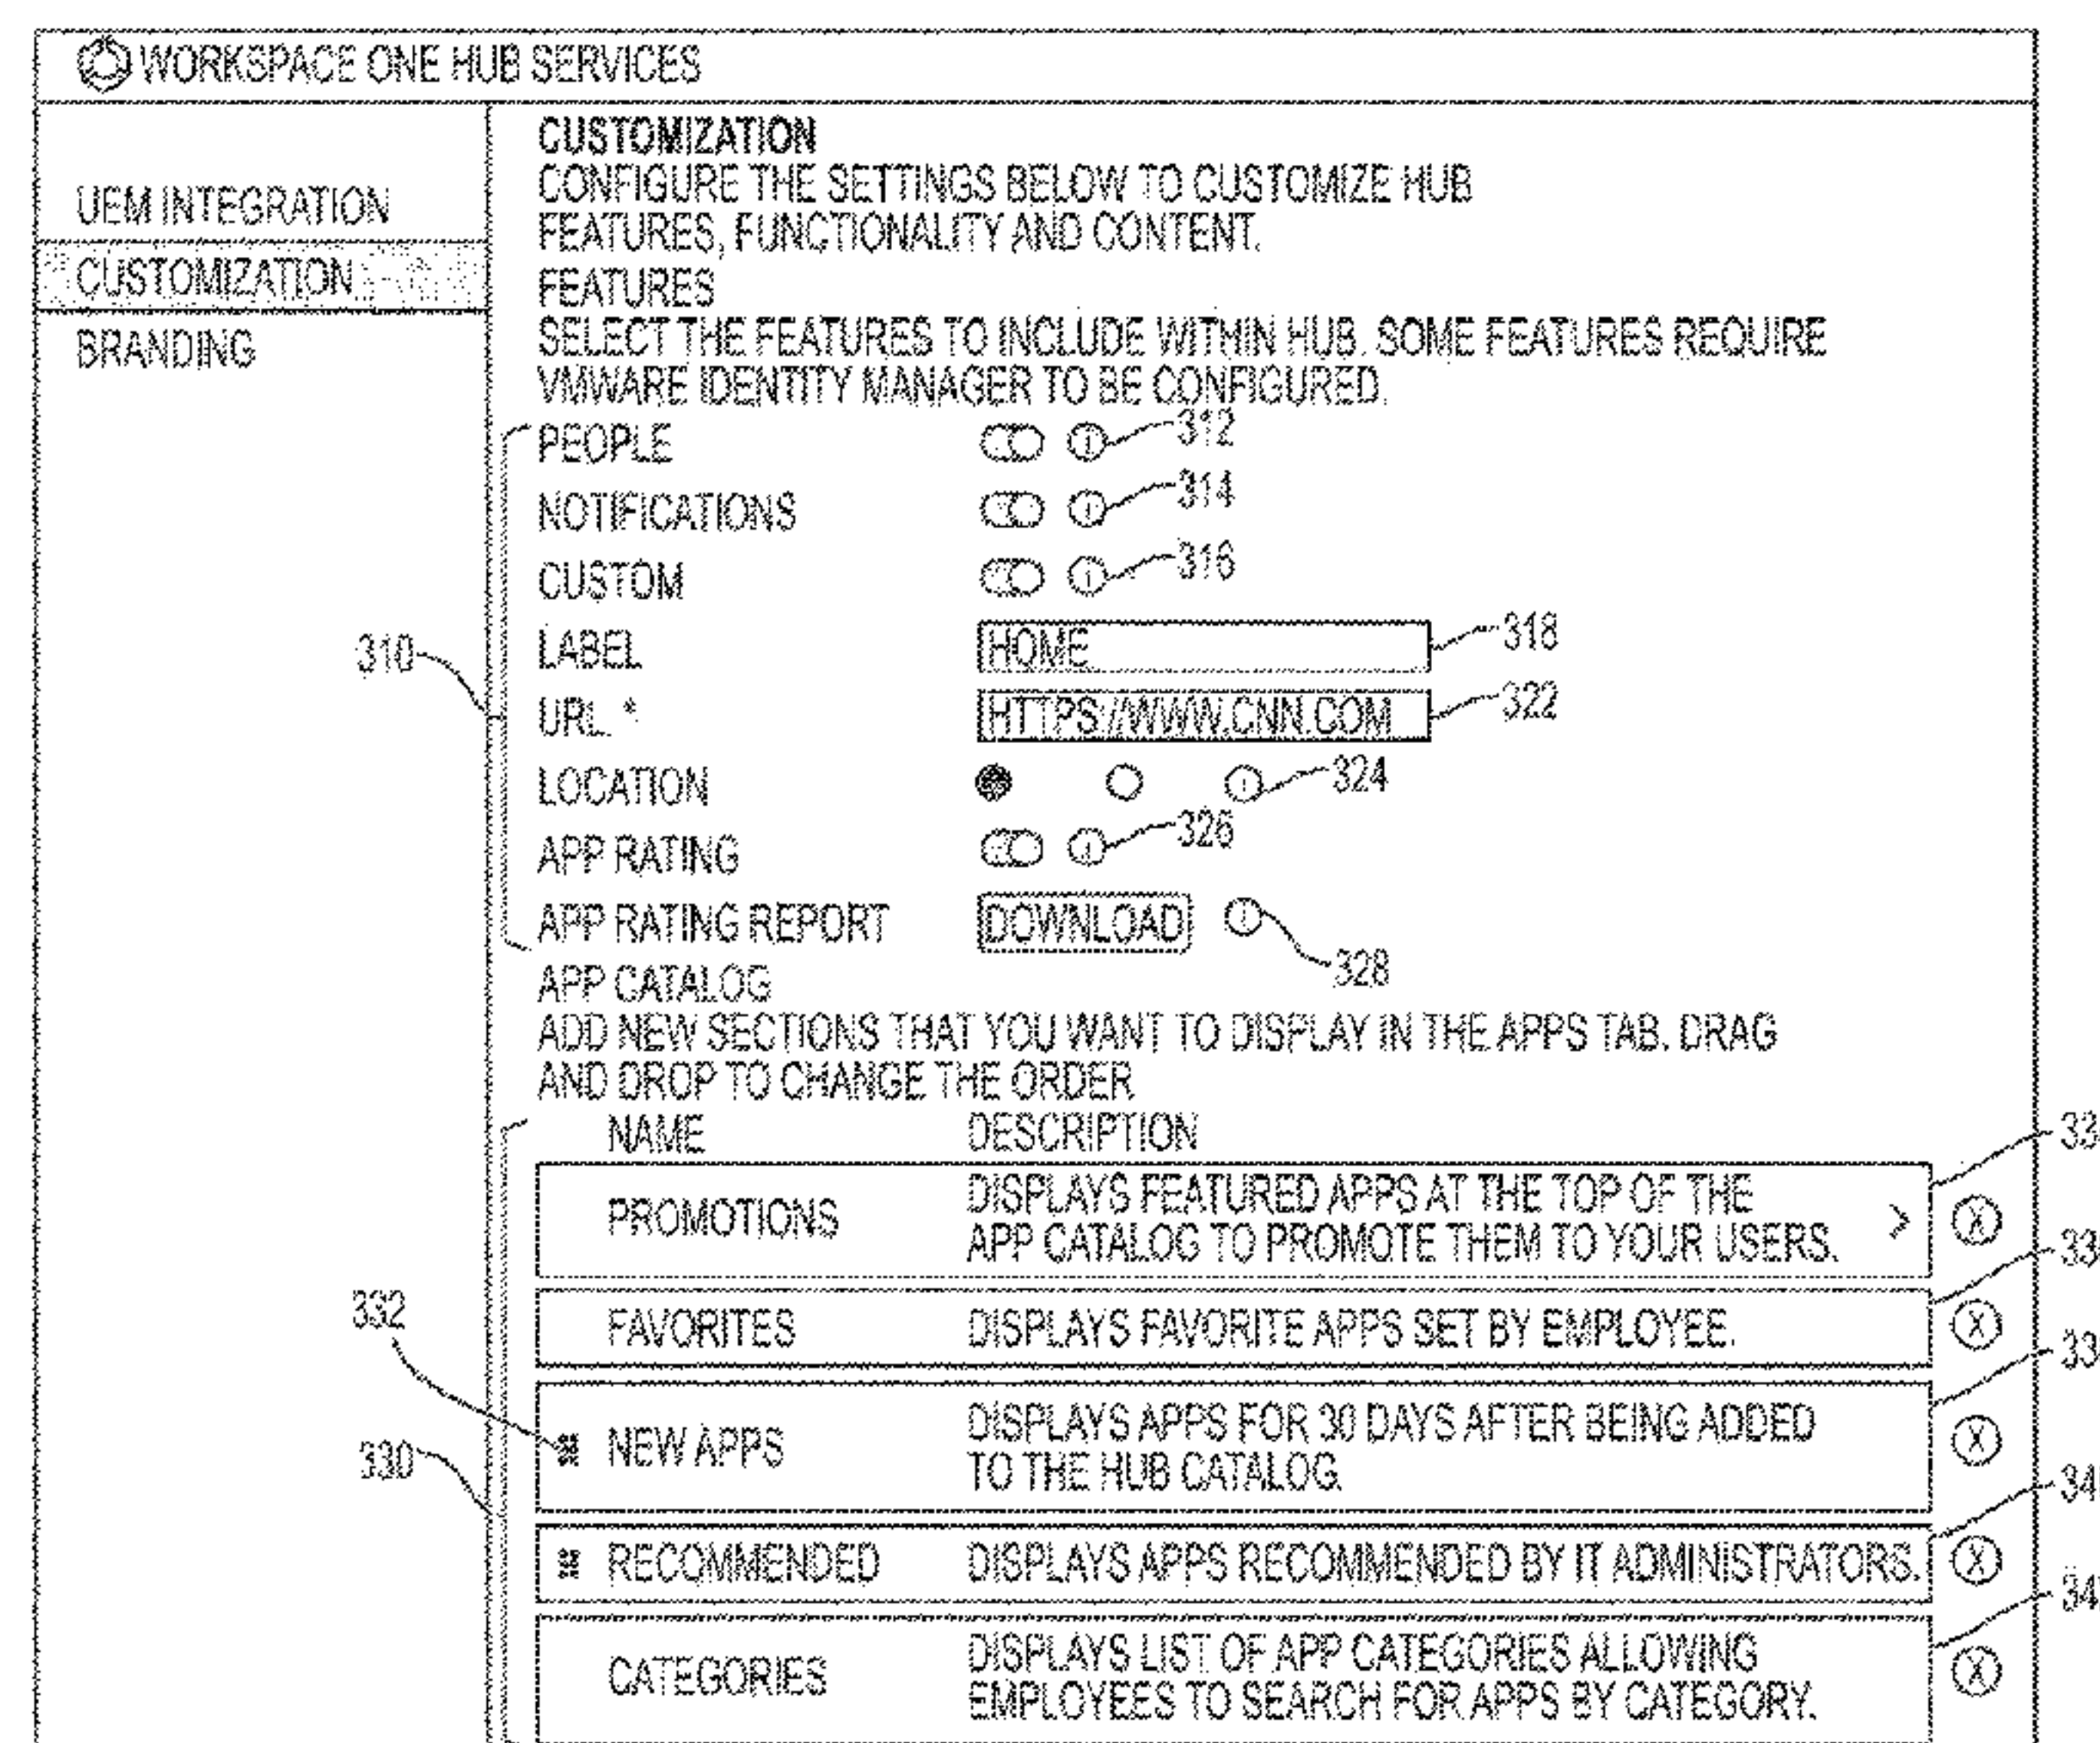 WORKSPACE ONE HUB SERVICES
UEM INTEGRATION
CUSTOMIZATION
BRANDING
CUSTOMIZATION
CONFIGURE THE SETTINGS BELOW TO CUSTOMIZE HUB
FEATURES, FUNCTIONALITY AND CONTENT.
FEATURES
SELECT THE FEATURES TO INCLUDE WITHIN HUB. SOME FEATURES REQUIRE
VMWARE IDENTITY MANAGER TO BE CONFIGURED.
310
PEOPLE 312
NOTIFICATIONS 314
CUSTOM 316
LABEL HOME 318
URL * HTTPS://WWW.CNN.COM 322
LOCATION 324
APP RATING 326
APP RATING REPORT DOWNLOAD 328
APP CATALOG
ADD NEW SECTIONS THAT YOU WANT TO DISPLAY IN THE APPS TAB. DRAG
AND DROP TO CHANGE THE ORDER
330
332
NAME DESCRIPTION
PROMOTIONS DISPLAYS FEATURED APPS AT THE TOP OF THE
APP CATALOG TO PROMOTE THEM TO YOUR USERS. > X
FAVORITES DISPLAYS FAVORITE APPS SET BY EMPLOYEE. X
NEW APPS DISPLAYS APPS FOR 30 DAYS AFTER BEING ADDED
TO THE HUB CATALOG. X
RECOMMENDED DISPLAYS APPS RECOMMENDED BY IT ADMINISTRATORS. X
CATEGORIES DISPLAYS LIST OF APP CATEGORIES ALLOWING
EMPLOYEES TO SEARCH FOR APPS BY CATEGORY. X